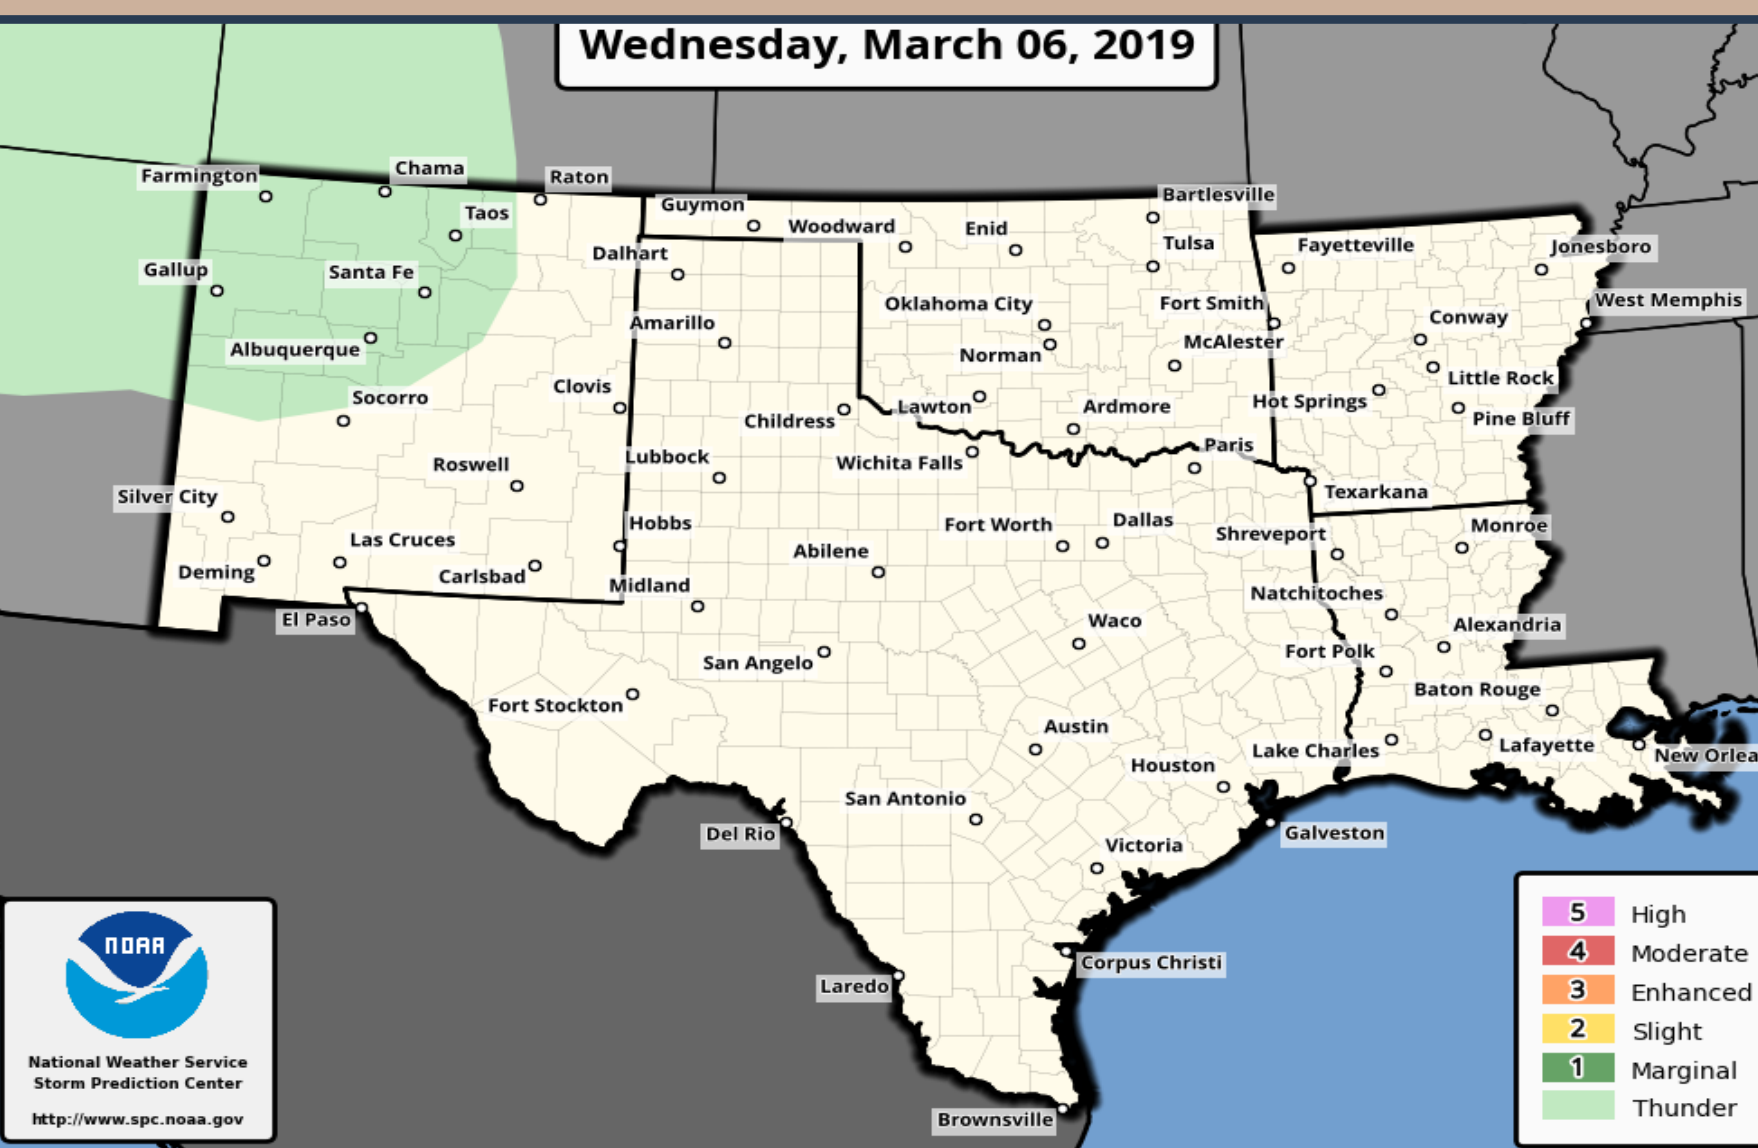 Wednesday, March 06, 2019
Chama
Farmington
Raton
Bartlesville
Guymon
Taos
Woodward
Enid
Tulsa
Fayetteville
Jonesboro
Dalhart
Gallup
Santa Fe
Oklahoma City
Fort Smith
West Memphis
Amarillo
Conway
Albuquerque
Norman
McAlester
Little Rock
Socorro
Clovis
Hot Springs
Childress
Lawton
Ardmore
Pine Bluff
Roswell
Lubbock
Wichita Falls
Paris
Silver City
Texarkana
Hobbs
Fort Worth
Dallas
Shreveport
Monroe
Las Cruces
Abilene
Deming
Carlsbad
Midland
Natchitoches
El Paso
Waco
Alexandria
San Angelo
Fort Polk
Fort Stockton
Baton Rouge
Austin
Lake Charles
Lafayette
New Orlea
Houston
San Antonio
Del Rio
Galveston
Victoria
Corpus Christi
Laredo
Brownsville
NOAA
National Weather Service
Storm Prediction Center
http://www.spc.noaa.gov
5 High
4 Moderate
3 Enhanced
2 Slight
1 Marginal
Thunder